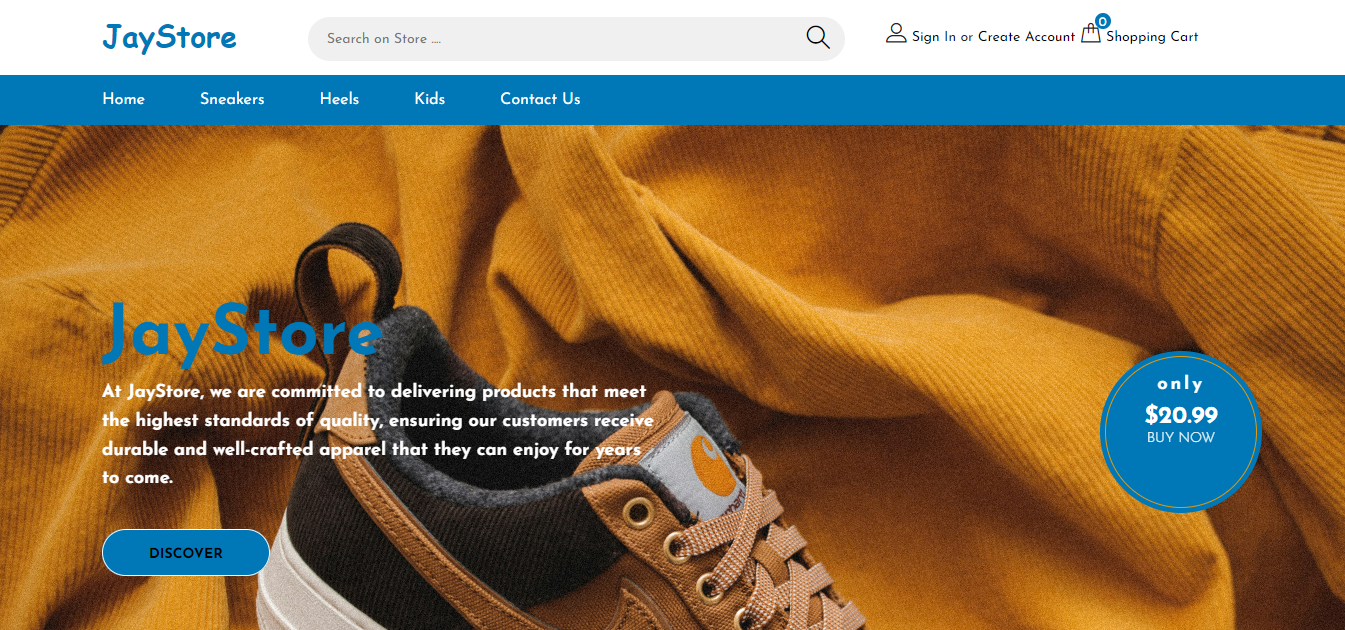 JayStore
Search on Store ....
Sign In or Create Account
0
Shopping Cart
Home
Sneakers
Heels
Kids
Contact Us
JayStore
At JayStore, we are committed to delivering products that meet
the highest standards of quality, ensuring our customers receive
durable and well-crafted apparel that they can enjoy for years
to come.
DISCOVER
only
$20.99
BUY NOW